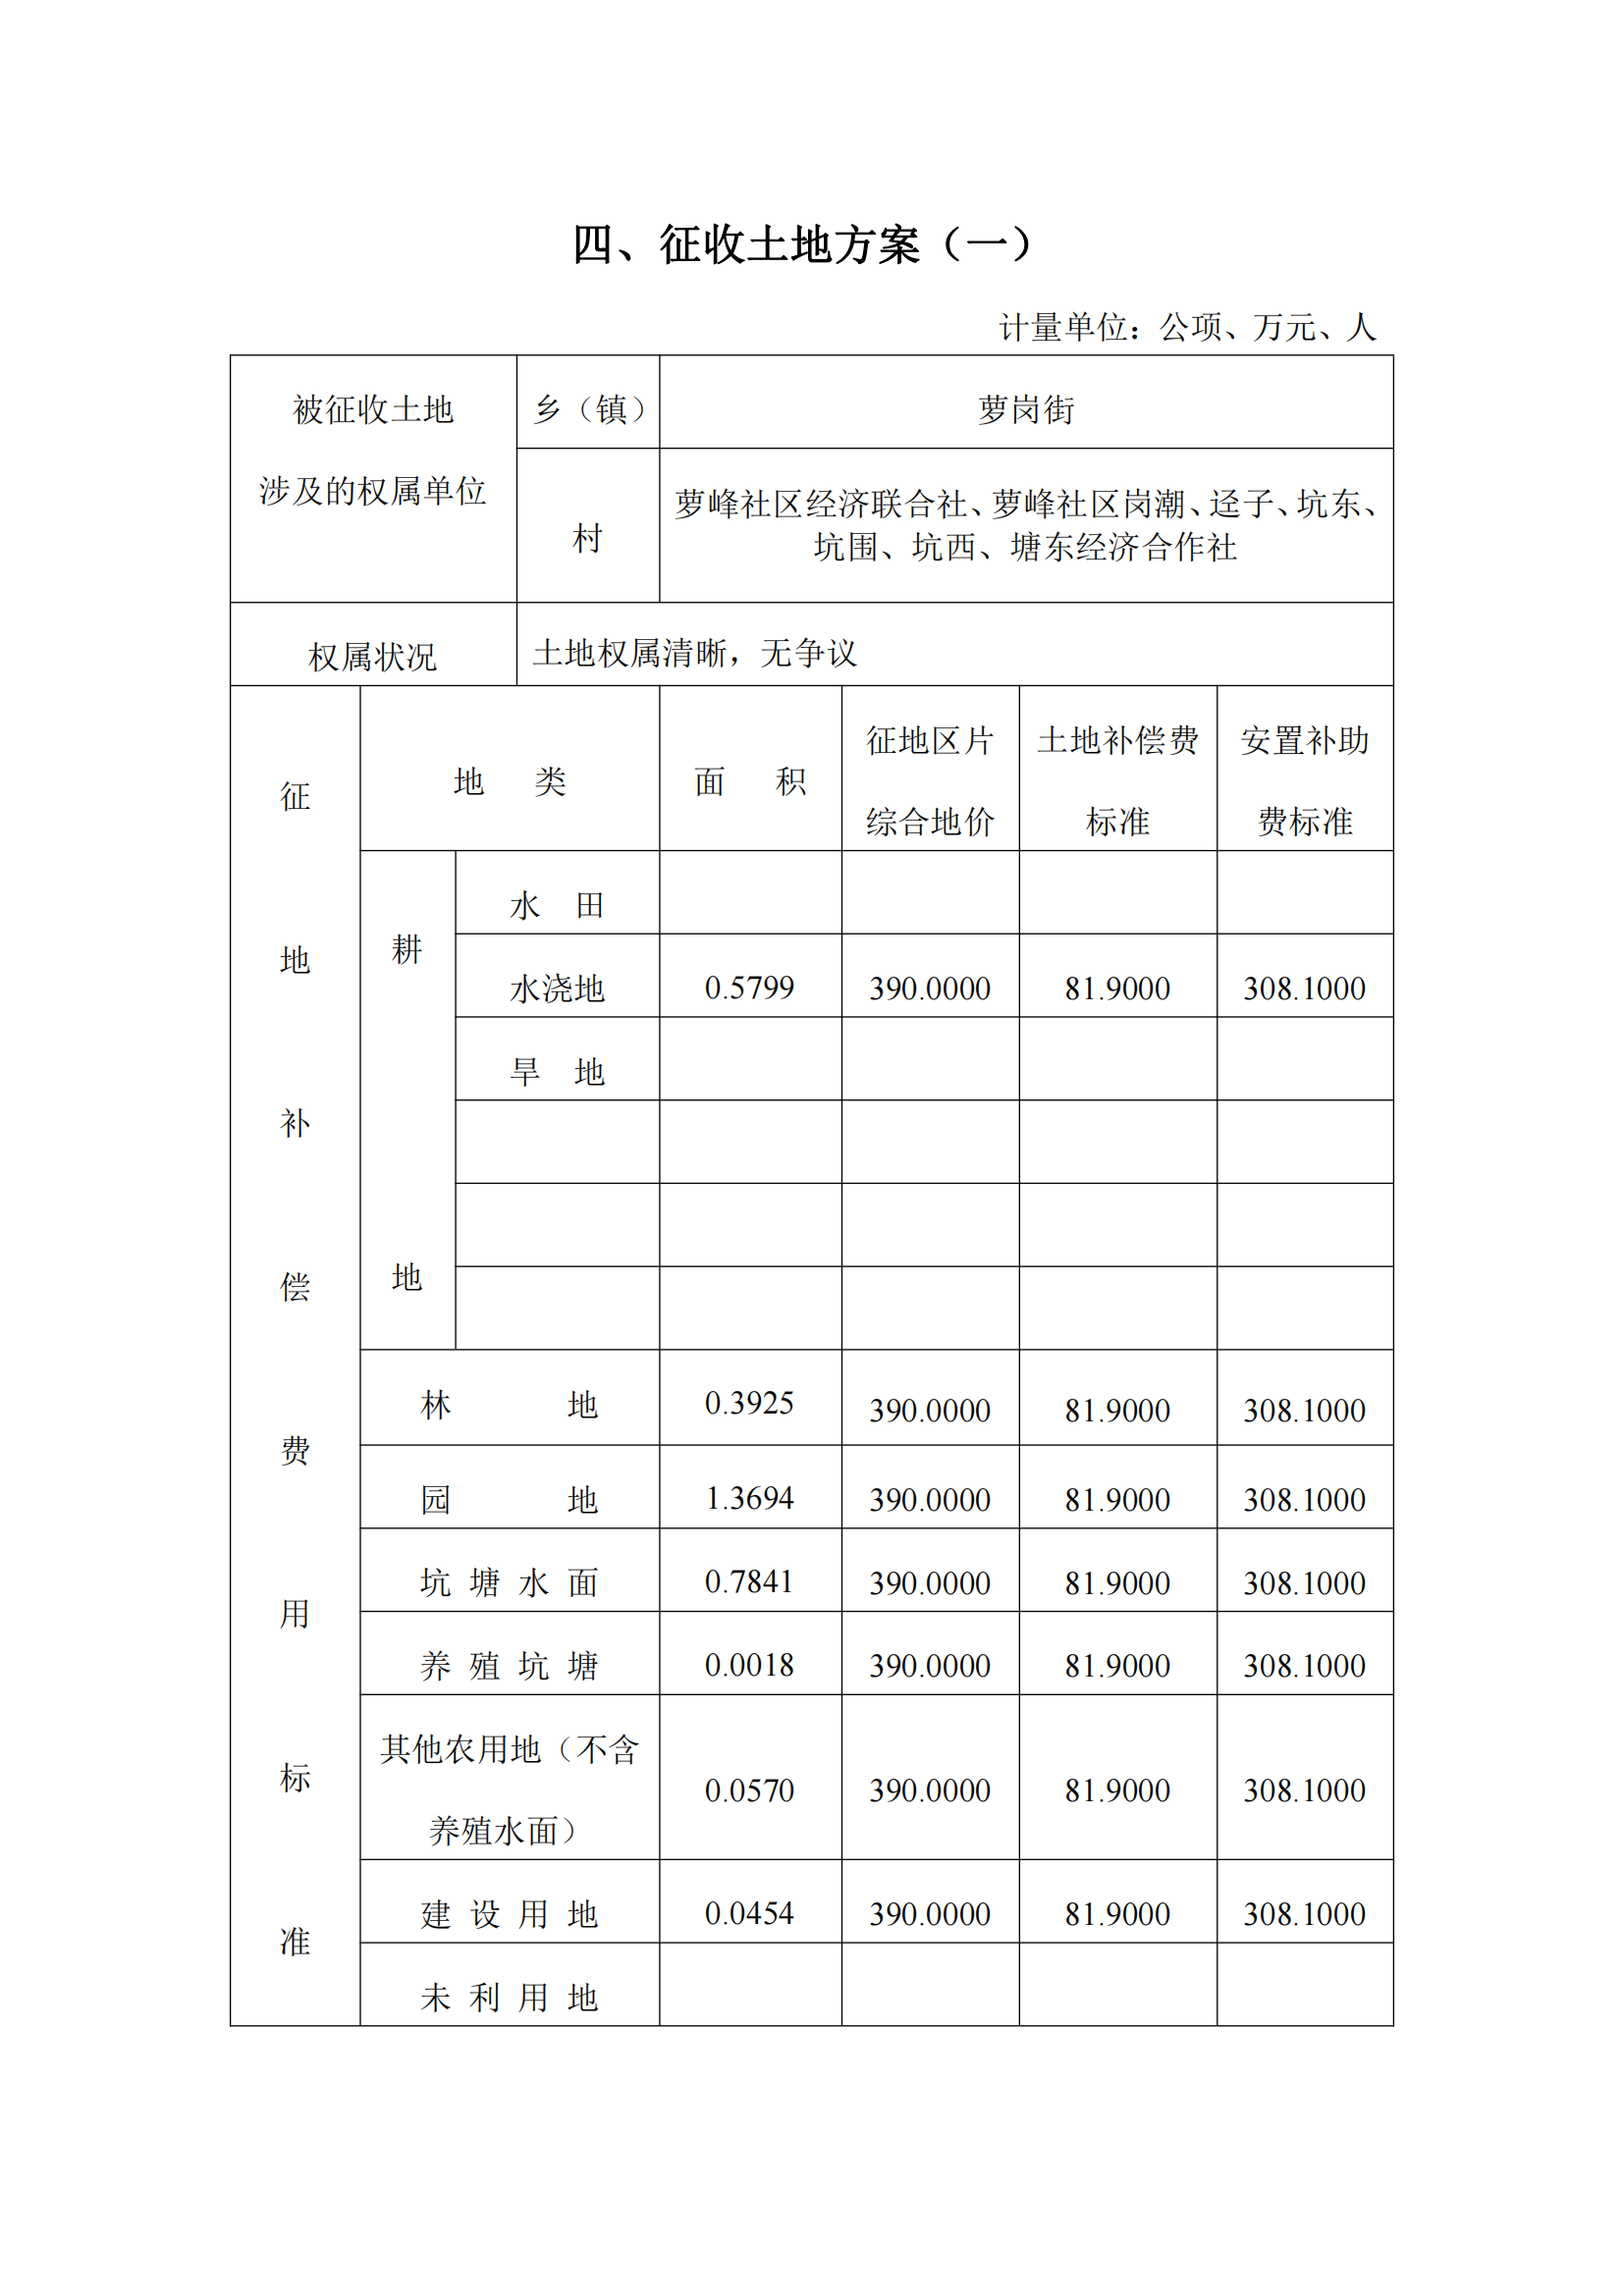 四、征收土地方案（一）
计量单位：公项、万元、人
被征收土地
涉及的权属单位
乡（镇）
萝岗街
村
萝峰社区经济联合社、萝峰社区岗潮、迳子、坑东、
坑围、坑西、塘东经济合作社
权属状况
土地权属清晰，无争议
征地补偿费用标准
地 类
面 积
征地区片
综合地价
土地补偿费
标准
安置补助
费标准
耕地
水 田
水浇地 0.5799 390.0000 81.9000 308.1000
旱 地
林 地 0.3925 390.0000 81.9000 308.1000
园 地 1.3694 390.0000 81.9000 308.1000
坑 塘 水 面 0.7841 390.0000 81.9000 308.1000
养 殖 坑 塘 0.0018 390.0000 81.9000 308.1000
其他农用地（不含
养殖水面） 0.0570 390.0000 81.9000 308.1000
建 设 用 地 0.0454 390.0000 81.9000 308.1000
未 利 用 地